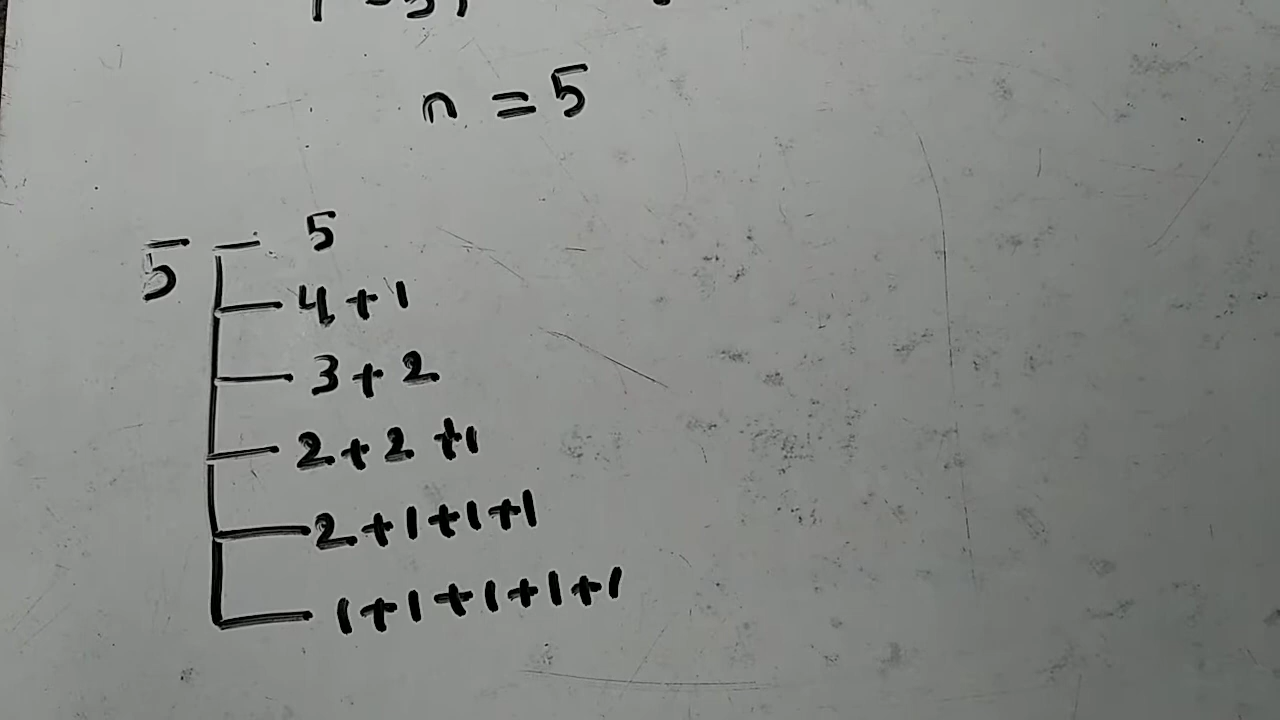 n = 5
5 5
4 + 1
3 + 2
2 + 2 + 1
2 + 1 + 1 + 1
1 + 1 + 1 + 1 + 1